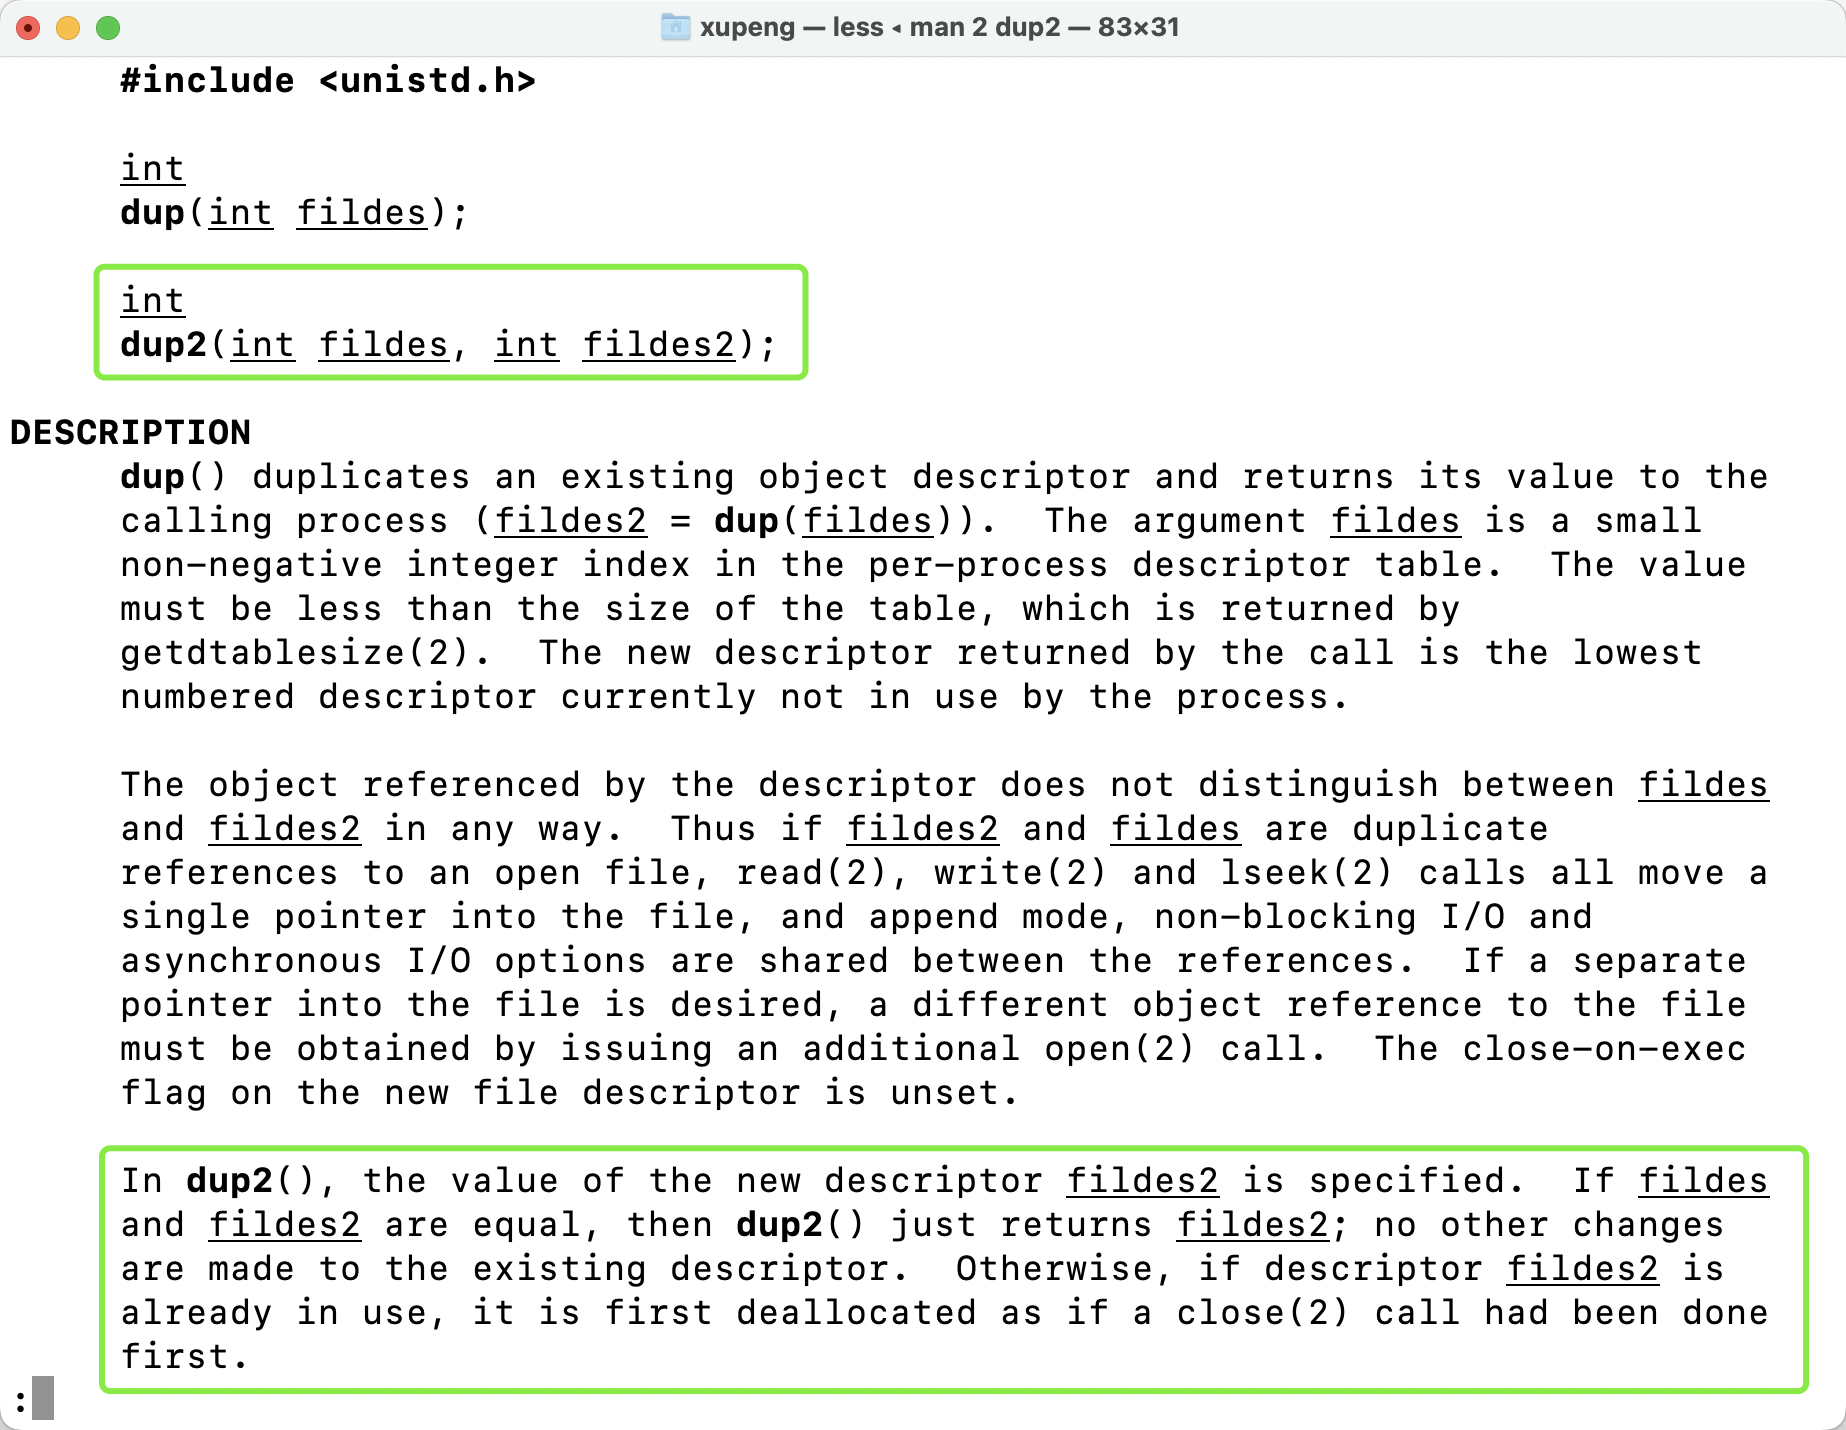 xupeng — less ◂ man 2 dup2 — 83×31
#include <unistd.h>
int
dup(int fildes);
int
dup2(int fildes, int fildes2);
DESCRIPTION
dup() duplicates an existing object descriptor and returns its value to the
calling process (fildes2 = dup(fildes)).  The argument fildes is a small
non-negative integer index in the per-process descriptor table.  The value
must be less than the size of the table, which is returned by
getdtablesize(2).  The new descriptor returned by the call is the lowest
numbered descriptor currently not in use by the process.
The object referenced by the descriptor does not distinguish between fildes
and fildes2 in any way.  Thus if fildes2 and fildes are duplicate
references to an open file, read(2), write(2) and lseek(2) calls all move a
single pointer into the file, and append mode, non-blocking I/O and
asynchronous I/O options are shared between the references.  If a separate
pointer into the file is desired, a different object reference to the file
must be obtained by issuing an additional open(2) call.  The close-on-exec
flag on the new file descriptor is unset.
In dup2(), the value of the new descriptor fildes2 is specified.  If fildes
and fildes2 are equal, then dup2() just returns fildes2; no other changes
are made to the existing descriptor.  Otherwise, if descriptor fildes2 is
already in use, it is first deallocated as if a close(2) call had been done
first.
: